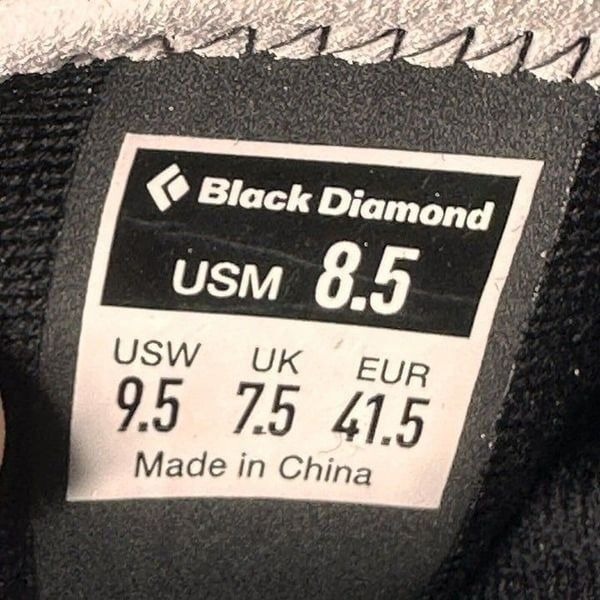 Black Diamond
USM 8.5
USW UK EUR
9.5 7.5 41.5
Made in China